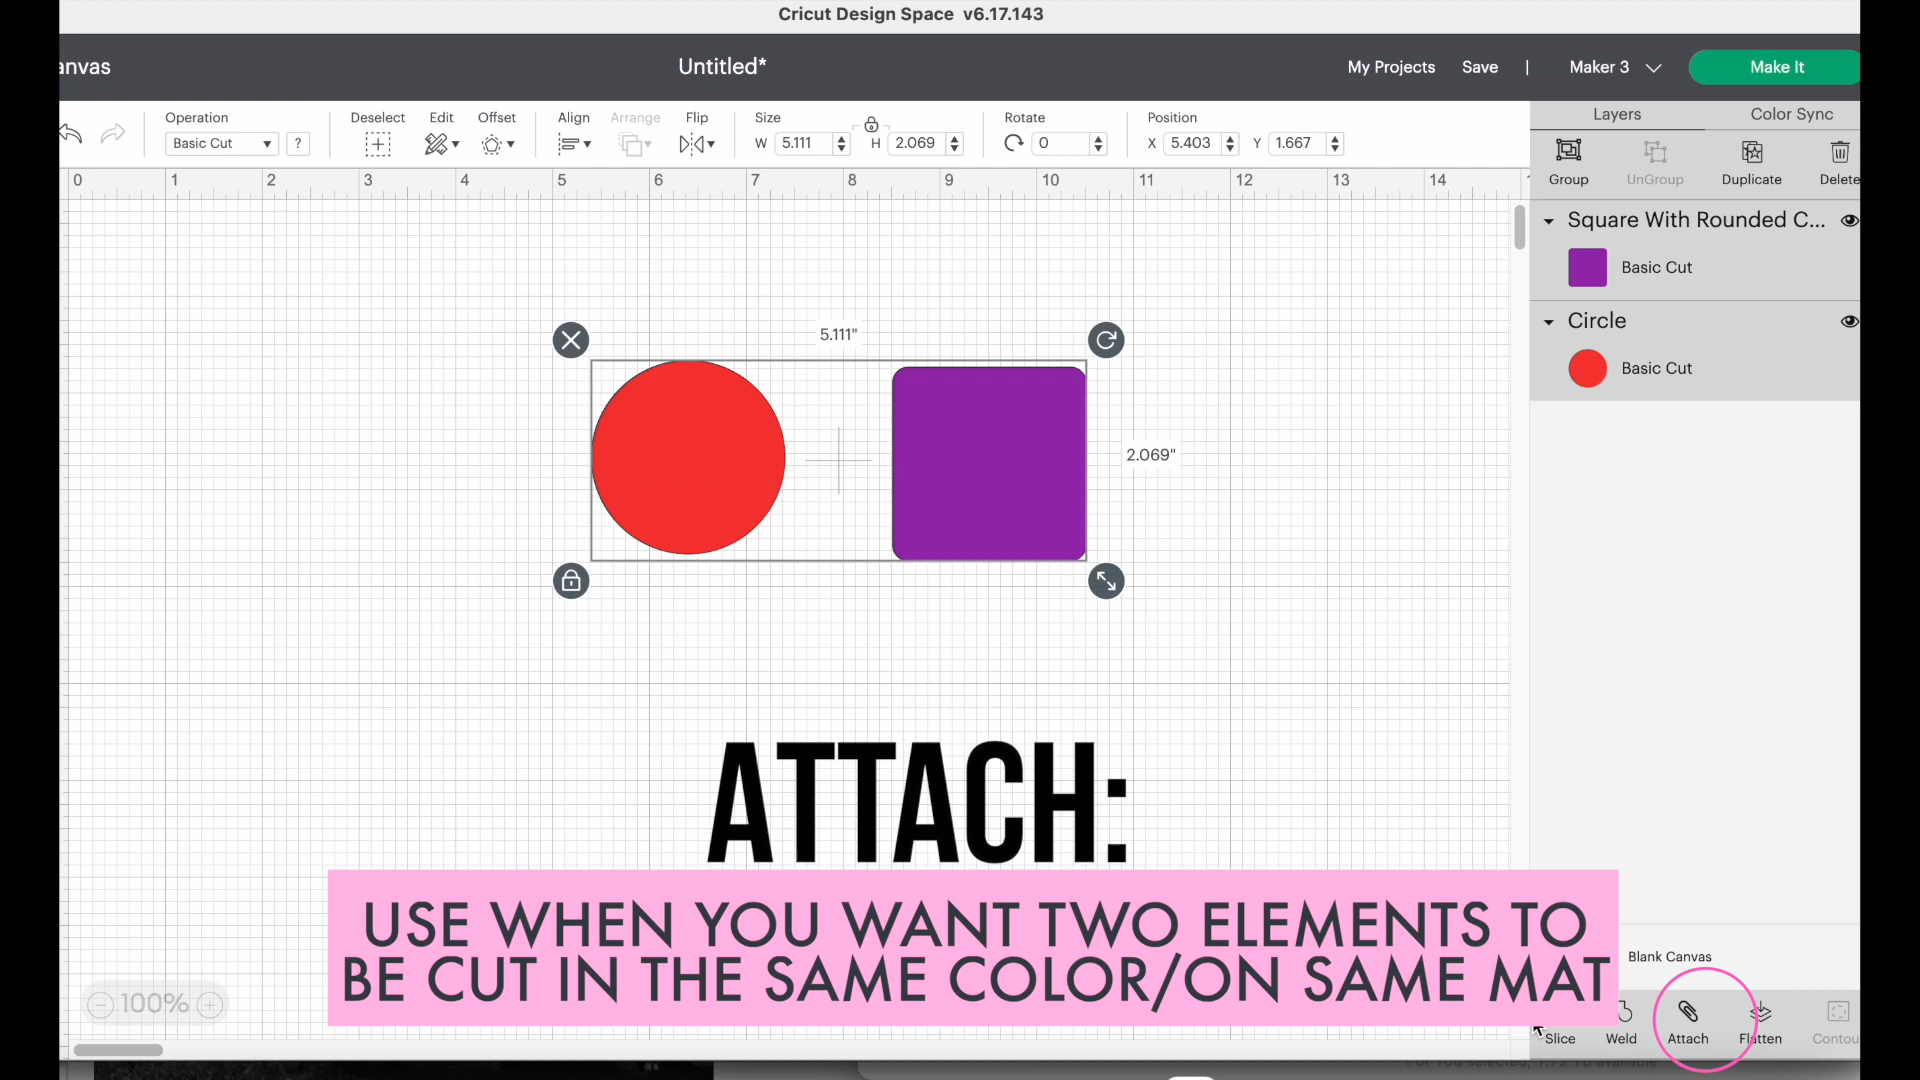 Cricut Design Space v6.17.143
anvas
Untitled*
My Projects Save | Maker 3 Make It
Operation Deselect Edit Offset Align Arrange Flip Size Rotate Position
Basic Cut ? W 5.111 H 2.069 0 X 5.403 Y 1.667
Layers Color Sync
Group UnGroup Duplicate Delete
0 1 2 3 4 5 6 7 8 9 10 11 12 13 14
Square With Rounded C...
Basic Cut
Circle
Basic Cut
5.111"
2.069"
ATTACH:
USE WHEN YOU WANT TWO ELEMENTS TO
BE CUT IN THE SAME COLOR/ON SAME MAT
Blank Canvas
100%
Slice Weld Attach Flatten Contou